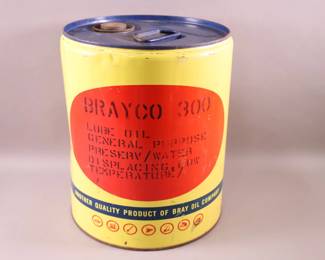 BRAYCO 300
LUBE OIL
GENERAL PURPOSE
PRESERV/WATER
DISPLACING, LOW
TEMPERATURE/
ANOTHER QUALITY PRODUCT OF BRAY OIL COMPANY